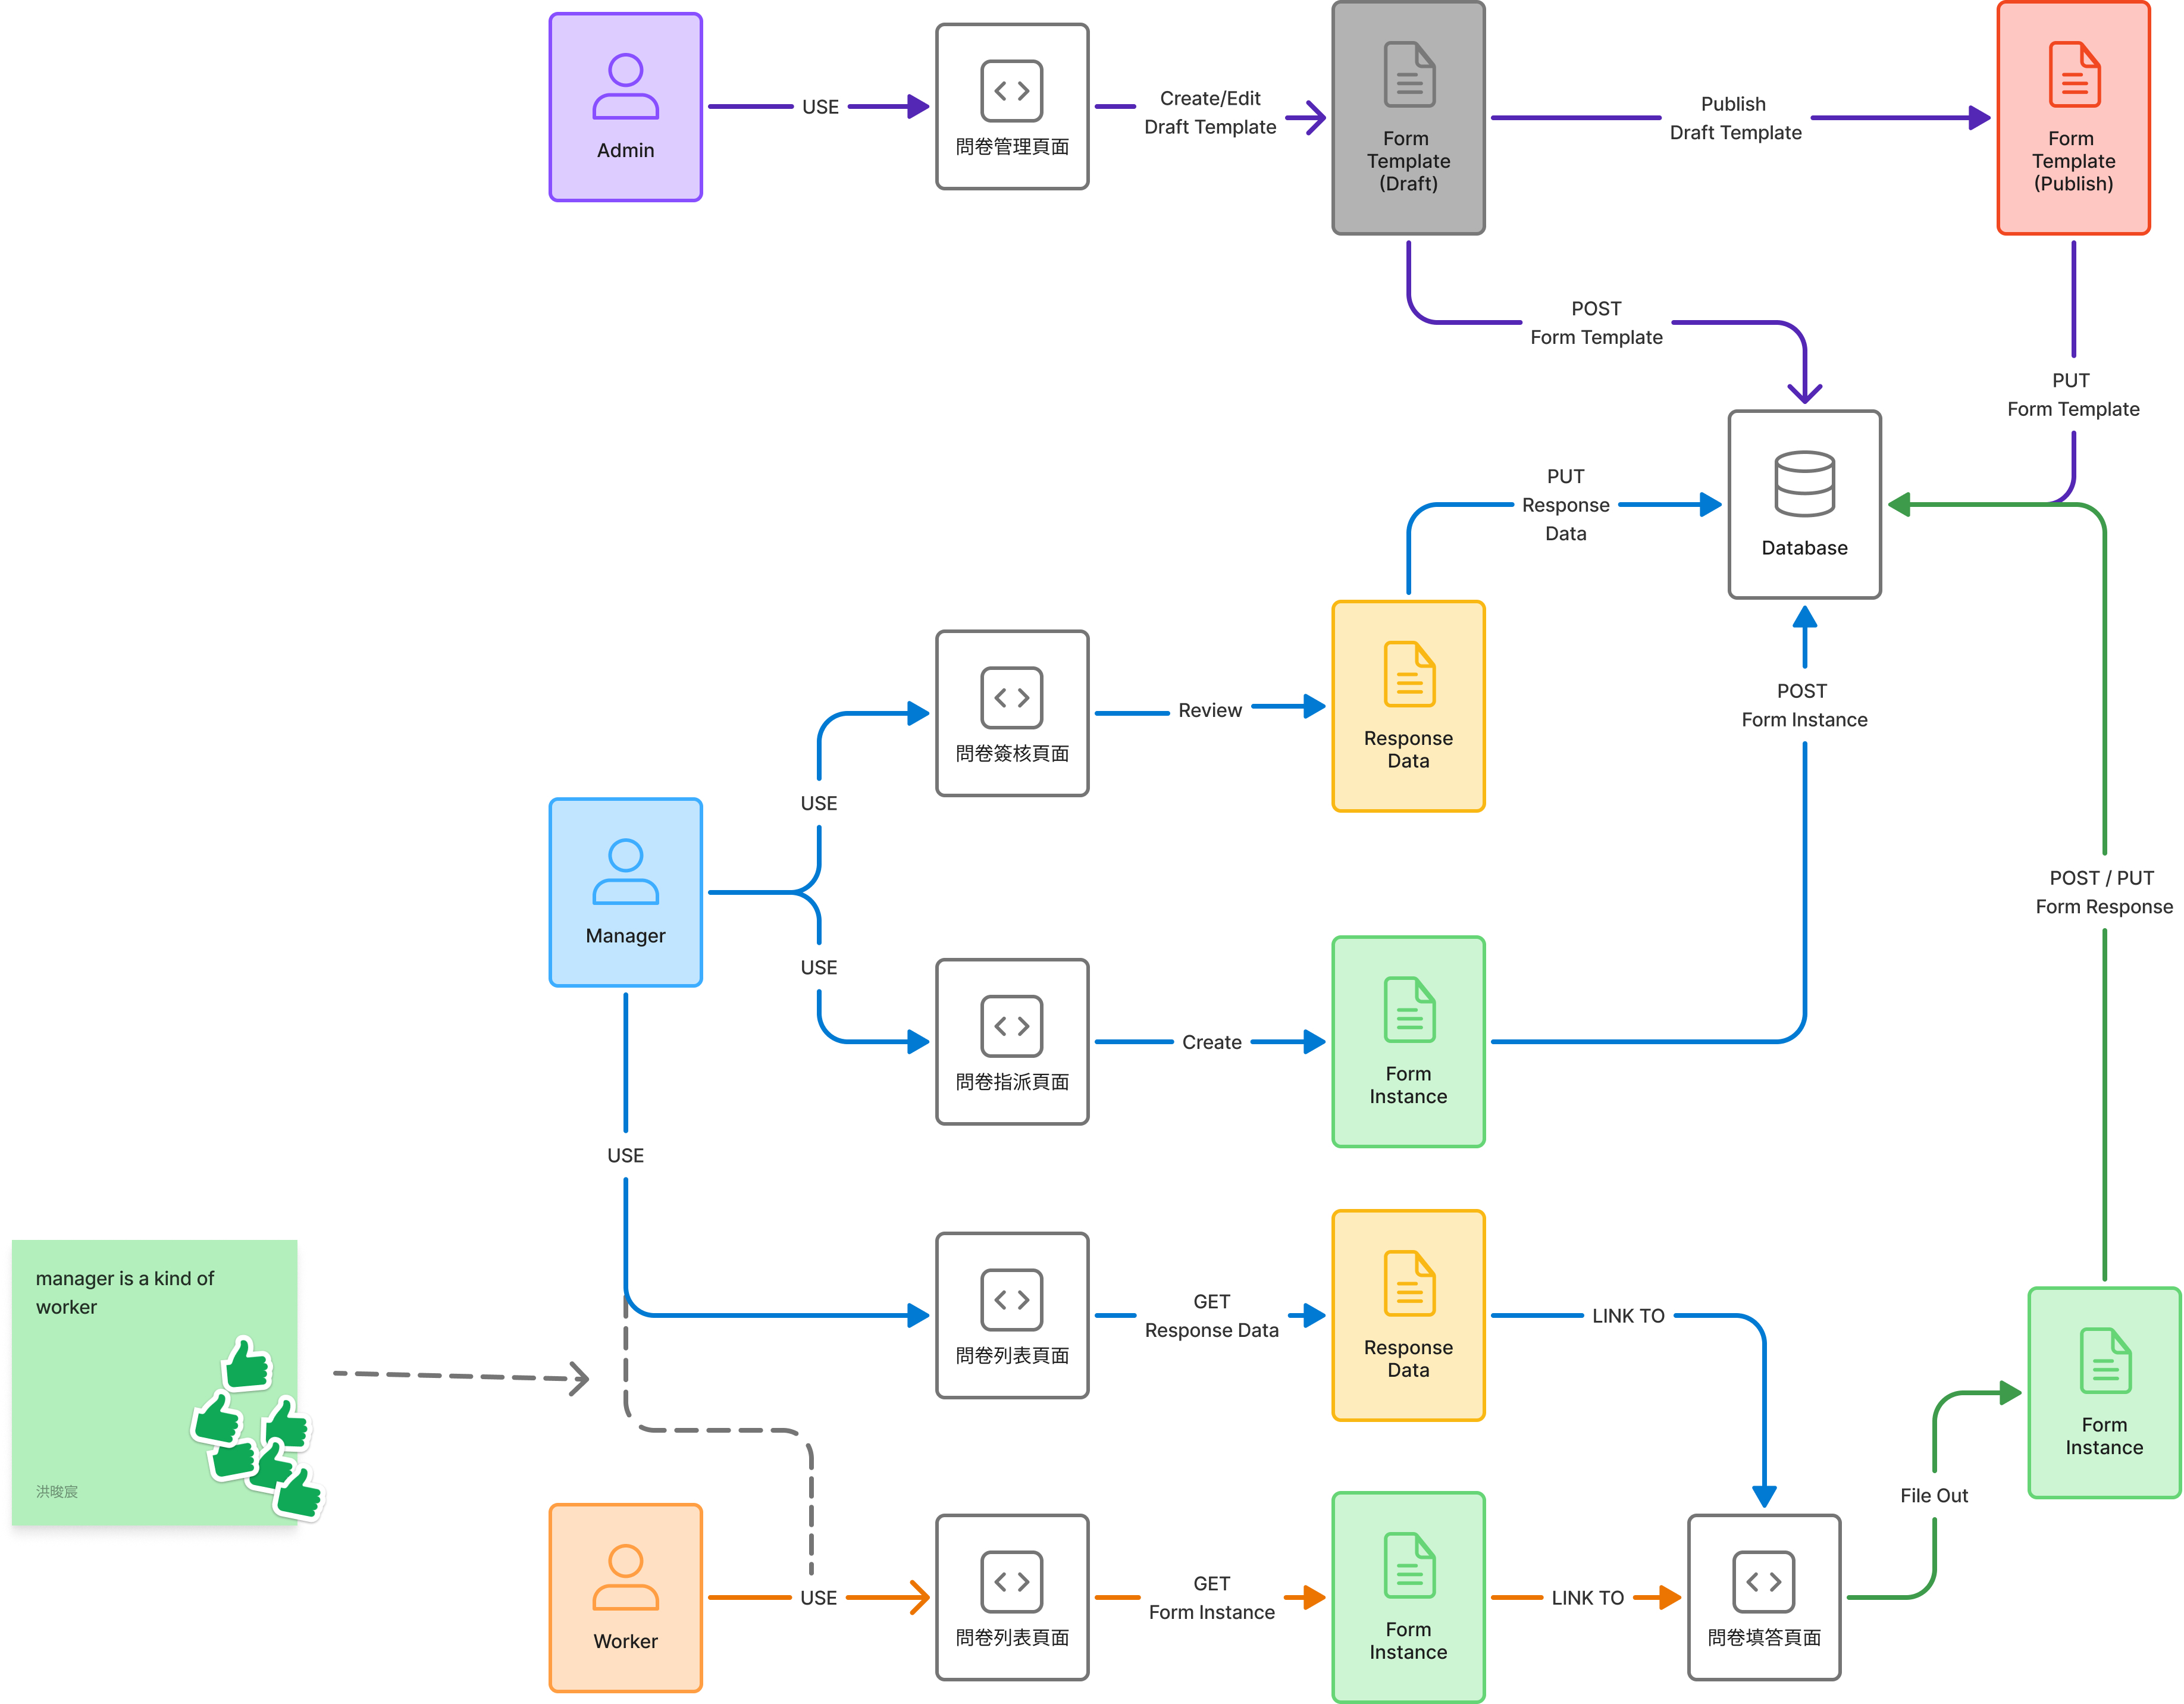 Admin
USE
問卷管理頁面
Create/Edit
Draft Template
Form
Template
(Draft)
Publish
Draft Template
Form
Template
(Publish)
POST
Form Template
PUT
Form Template
Database
PUT
Response
Data
Manager
USE
問卷簽核頁面
Review
Response
Data
POST
Form Instance
USE
問卷指派頁面
Create
Form
Instance
POST / PUT
Form Response
USE
問卷列表頁面
GET
Response Data
Response
Data
LINK TO
manager is a kind of
worker
洪晙宸
Worker
USE
問卷列表頁面
GET
Form Instance
Form
Instance
LINK TO
問卷填答頁面
File Out
Form
Instance